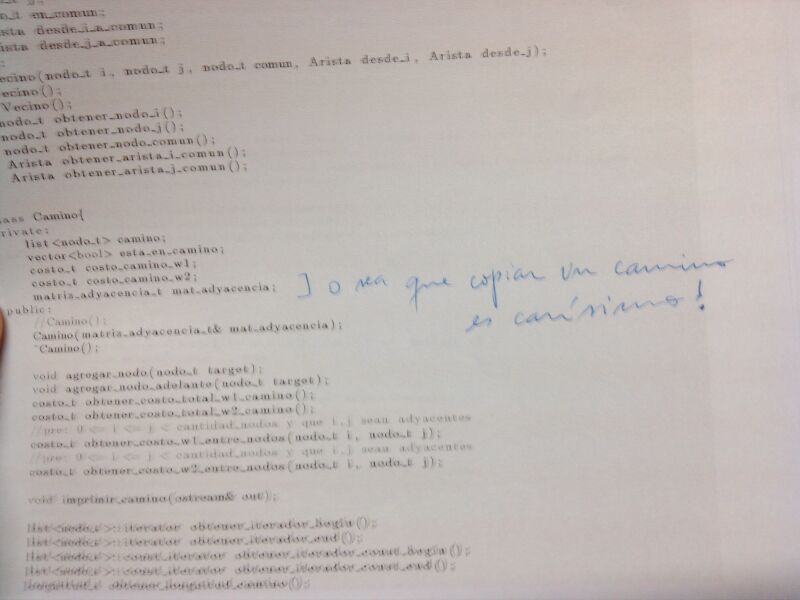 en_comun;
desde_i_a_comun;
desde_j_a_comun;
(nodo_t i, nodo_t j, nodo_t comun, Arista desde_i, Arista desde_j);
ecino();
Vecino();
nodo_t obtener_nodo_i();
nodo_t obtener_nodo_j();
nodo_t obtener_nodo_comun();
Arista obtener_arista_i_comun();
Arista obtener_arista_j_comun();
ass Camino{
rivate:
list<nodo_t> camino;
vector<bool> esta_en_camino;
costo_t costo_camino_w1;
costo_t costo_camino_w2;
matriz_adyacencia_t mat_adyacencia; ] o sea que copiar un camino
es carísimo!
public:
//Camino();
Camino(matriz_adyacencia_t& mat_adyacencia);
~Camino();
void agregar_nodo(nodo_t target);
void agregar_nodo_adelante(nodo_t target);
costo_t obtener_costo_total_w1_camino();
costo_t obtener_costo_total_w2_camino();
//pre: 0 <= i <= j < cantidad_nodos y que i,j sean adyacentes
costo_t obtener_costo_w1_entre_nodos(nodo_t i, nodo_t j);
//pre: 0 <= i <= j < cantidad_nodos y que i,j sean adyacentes
costo_t obtener_costo_w2_entre_nodos(nodo_t i, nodo_t j);
void imprimir_camino(ostream& out);
list<nodo_t>::iterator obtener_iterador_begin();
list<nodo_t>::iterator obtener_iterador_end();
list<nodo_t>::const_iterator obtener_iterador_const_begin();
list<nodo_t>::const_iterator obtener_iterador_const_end();
longitud_t obtener_longitud_camino();